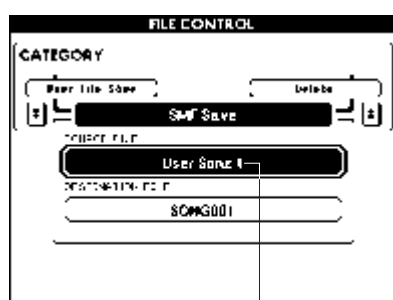 FILE CONTROL
CATEGORY
User File Save
Delete
SMF Save
SOURCE FILE
User Song 1
DESTINATION FILE
SONG001